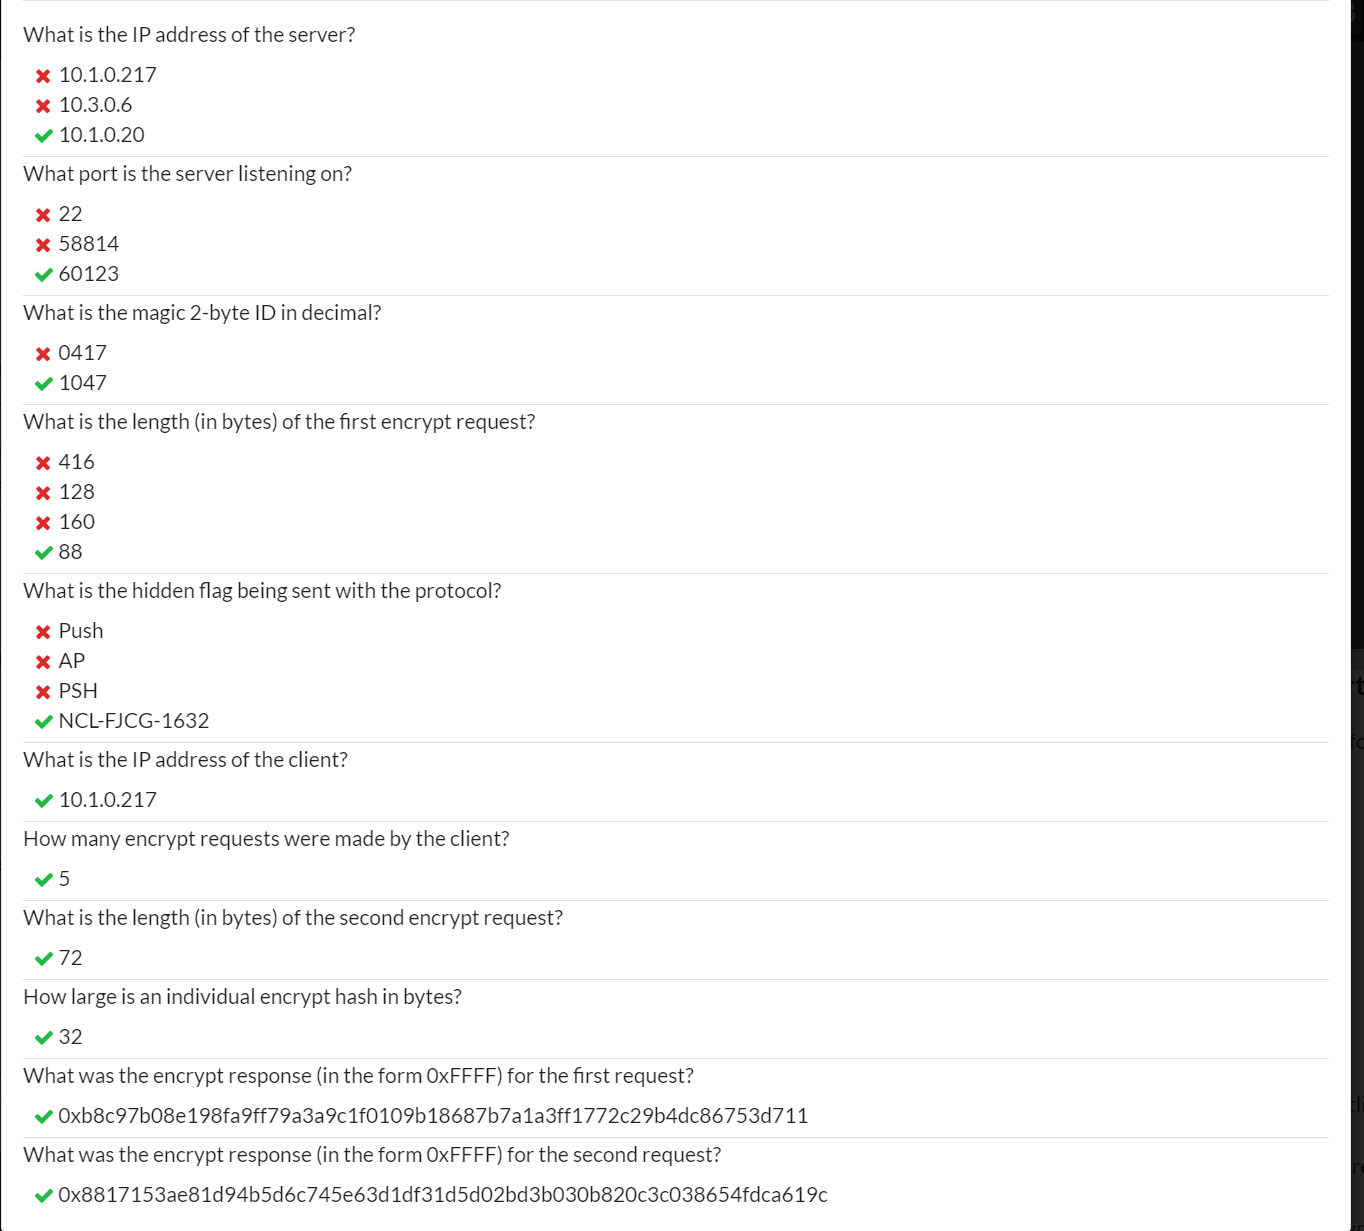 What is the IP address of the server?
10.1.0.217
10.3.0.6
10.1.0.20
What port is the server listening on?
22
58814
60123
What is the magic 2-byte ID in decimal?
0417
1047
What is the length (in bytes) of the first encrypt request?
416
128
160
88
What is the hidden flag being sent with the protocol?
Push
AP
PSH
NCL-FJCG-1632
What is the IP address of the client?
10.1.0.217
How many encrypt requests were made by the client?
5
What is the length (in bytes) of the second encrypt request?
72
How large is an individual encrypt hash in bytes?
32
What was the encrypt response (in the form 0xFFFF) for the first request?
0xb8c97b08e198fa9ff79a3a9c1f0109b18687b7a1a3ff1772c29b4dc86753d711
What was the encrypt response (in the form 0xFFFF) for the second request?
0x8817153ae81d94b5d6c745e63d1df31d5d02bd3b030b820c3c038654fdca619c